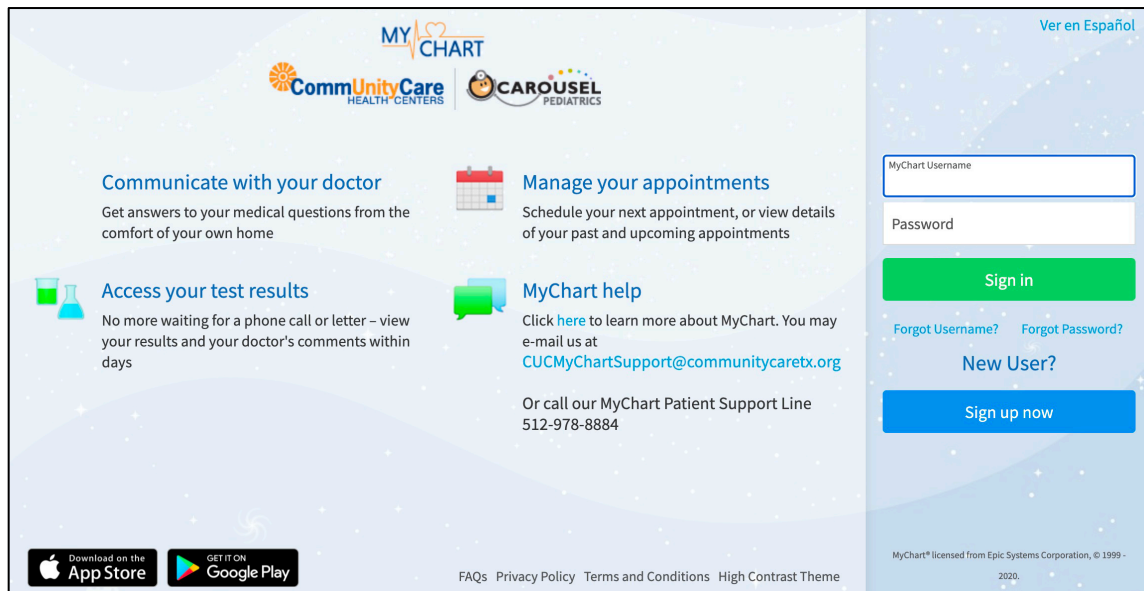 Ver en Español
MY CHART
CommUnityCare
HEALTH CENTERS
CAROUSEL
PEDIATRICS
Communicate with your doctor
Get answers to your medical questions from the
comfort of your own home
Manage your appointments
Schedule your next appointment, or view details
of your past and upcoming appointments
Access your test results
No more waiting for a phone call or letter – view
your results and your doctor's comments within
days
MyChart help
Click here to learn more about MyChart. You may
e-mail us at
CUCMyChartSupport@communitycaretx.org
Or call our MyChart Patient Support Line
512-978-8884
MyChart Username
Password
Sign in
Forgot Username? Forgot Password?
New User?
Sign up now
Download on the
App Store
GET IT ON
Google Play
FAQs Privacy Policy Terms and Conditions High Contrast Theme
MyChart® licensed from Epic Systems Corporation, © 1999 -
2020.